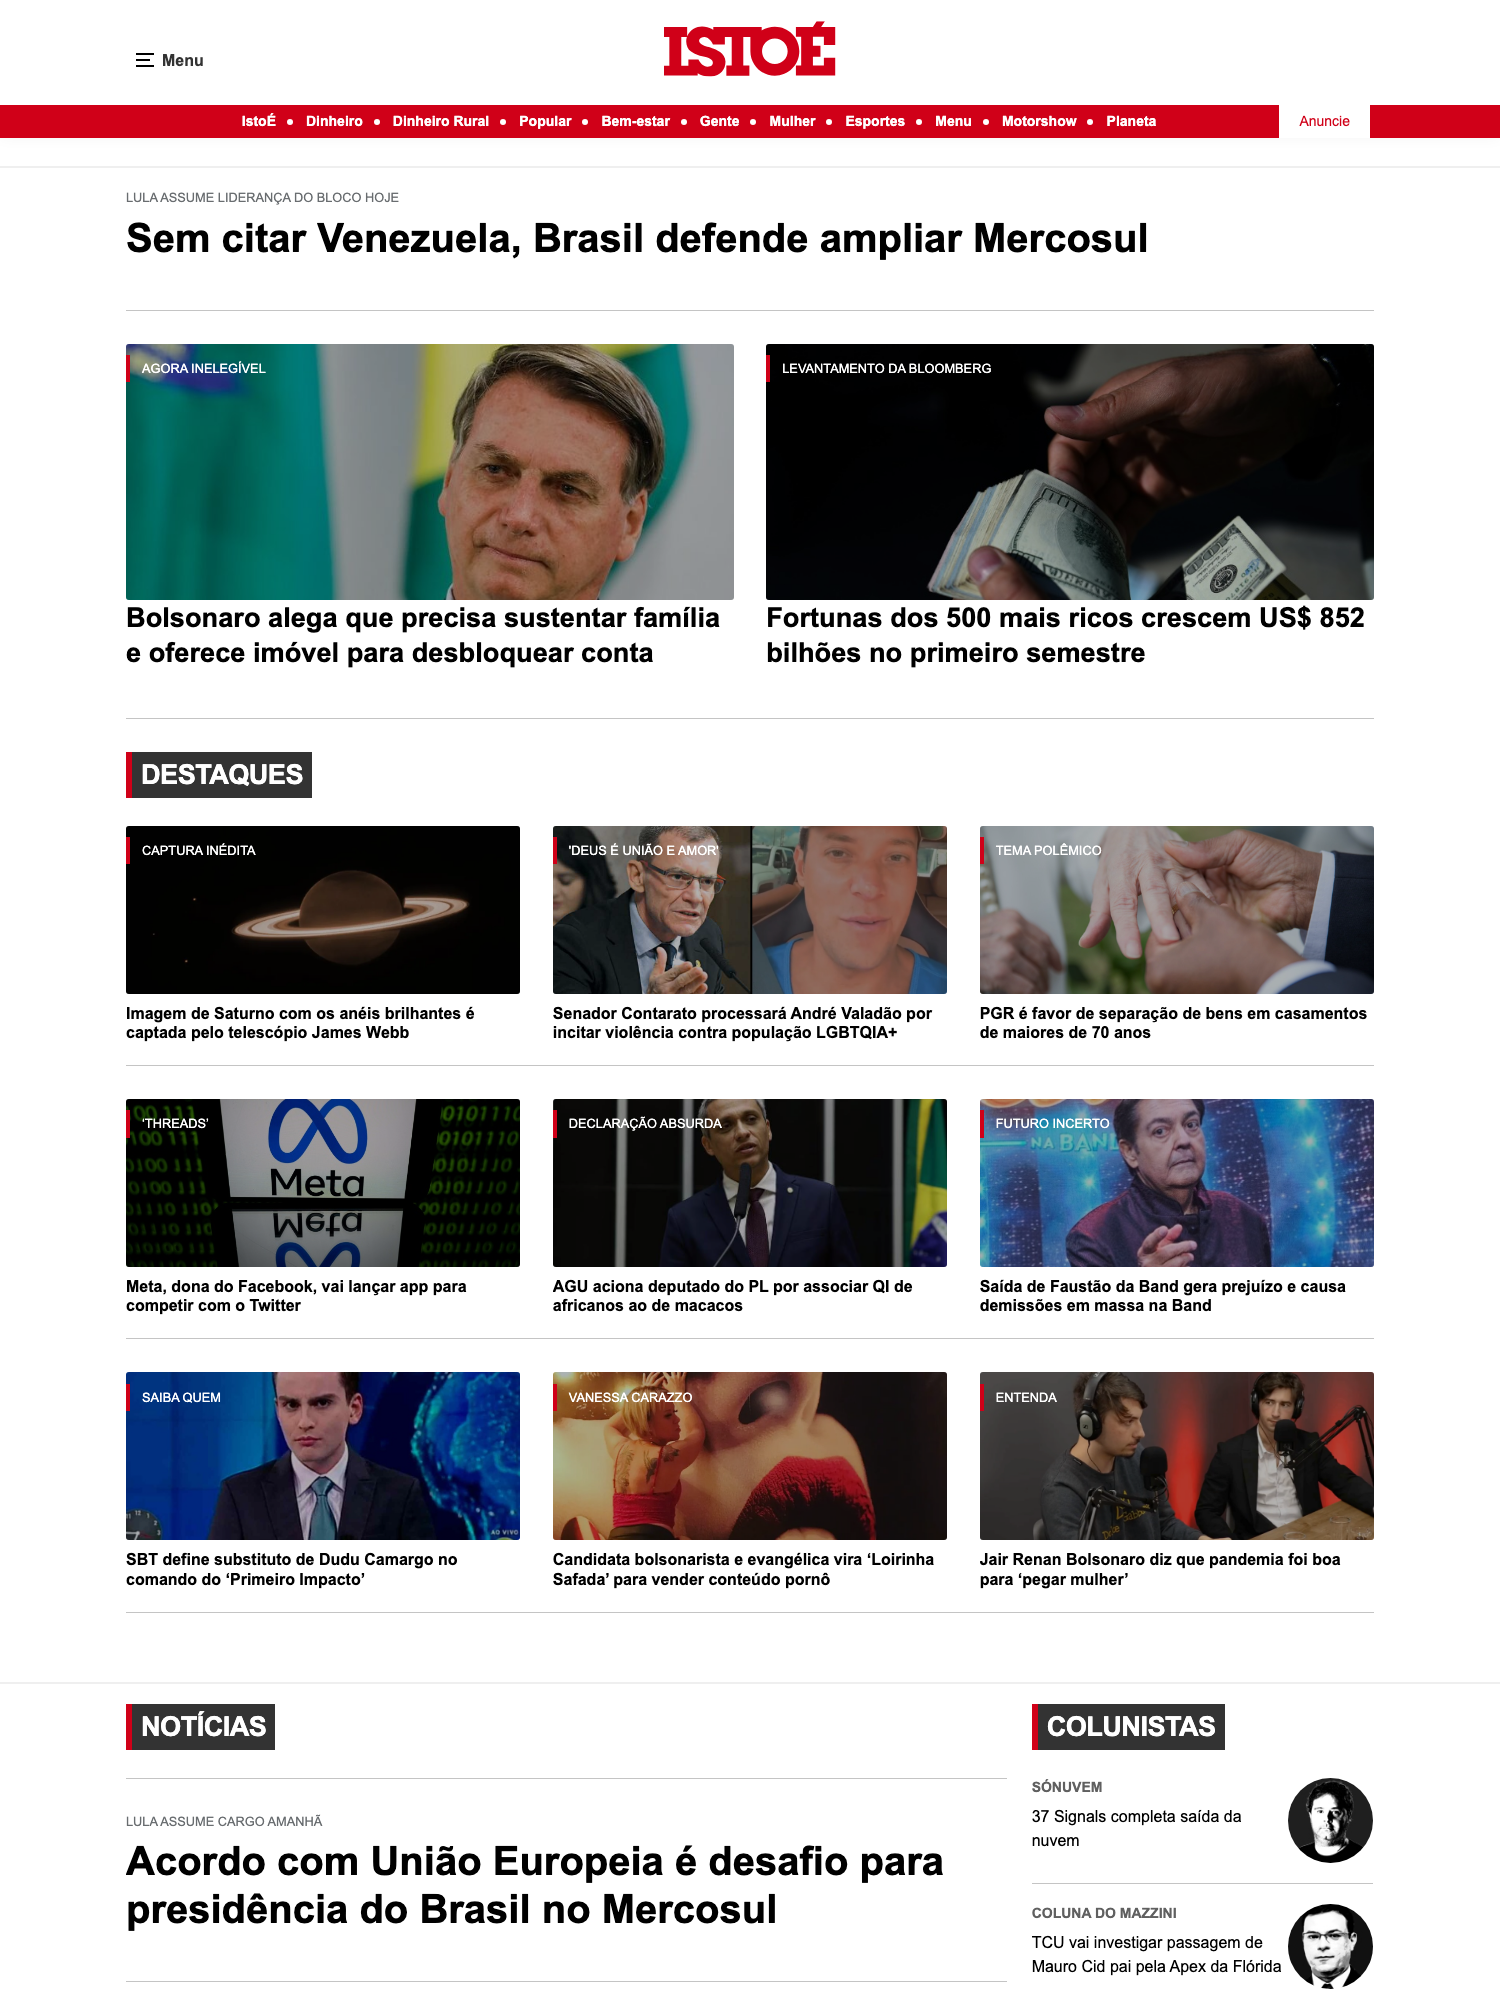 Menu
ISTOÉ
IstoÉ • Dinheiro • Dinheiro Rural • Popular • Bem-estar • Gente • Mulher • Esportes • Menu • Motorshow • Planeta
Anuncie
LULA ASSUME LIDERANÇA DO BLOCO HOJE
Sem citar Venezuela, Brasil defende ampliar Mercosul
AGORA INELEGÍVEL
Bolsonaro alega que precisa sustentar família
e oferece imóvel para desbloquear conta
LEVANTAMENTO DA BLOOMBERG
Fortunas dos 500 mais ricos crescem US$ 852
bilhões no primeiro semestre
DESTAQUES
CAPTURA INÉDITA
Imagem de Saturno com os anéis brilhantes é
captada pelo telescópio James Webb
'DEUS É UNIÃO E AMOR'
Senador Contarato processará André Valadão por
incitar violência contra população LGBTQIA+
TEMA POLÊMICO
PGR é favor de separação de bens em casamentos
de maiores de 70 anos
'THREADS'
Meta
Meta
Meta, dona do Facebook, vai lançar app para
competir com o Twitter
DECLARAÇÃO ABSURDA
AGU aciona deputado do PL por associar QI de
africanos ao de macacos
FUTURO INCERTO
NA BAND
Saída de Faustão da Band gera prejuízo e causa
demissões em massa na Band
SAIBA QUEM
AO VIVO
SBT define substituto de Dudu Camargo no
comando do ‘Primeiro Impacto’
VANESSA CARAZZO
Candidata bolsonarista e evangélica vira ‘Loirinha
Safada’ para vender conteúdo pornô
ENTENDA
Jair Renan Bolsonaro diz que pandemia foi boa
para ‘pegar mulher’
NOTÍCIAS
LULA ASSUME CARGO AMANHÃ
Acordo com União Europeia é desafio para
presidência do Brasil no Mercosul
COLUNISTAS
SÓNUVEM
37 Signals completa saída da
nuvem
COLUNA DO MAZZINI
TCU vai investigar passagem de
Mauro Cid pai pela Apex da Flórida